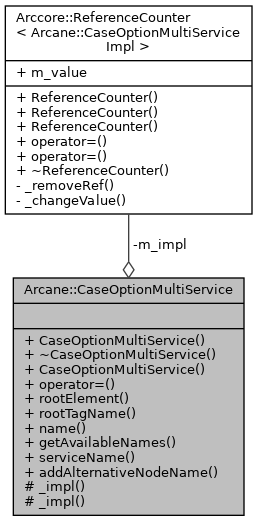 Arccore::ReferenceCounter
< Arcane::CaseOptionMultiService
Impl >
+ m_value
+ ReferenceCounter()
+ ReferenceCounter()
+ ReferenceCounter()
+ operator=()
+ operator=()
+ ~ReferenceCounter()
- _removeRef()
- _changeValue()
-m_impl
Arcane::CaseOptionMultiService
+ CaseOptionMultiService()
+ ~CaseOptionMultiService()
+ CaseOptionMultiService()
+ operator=()
+ rootElement()
+ rootTagName()
+ name()
+ getAvailableNames()
+ serviceName()
+ addAlternativeNodeName()
# _impl()
# _impl()